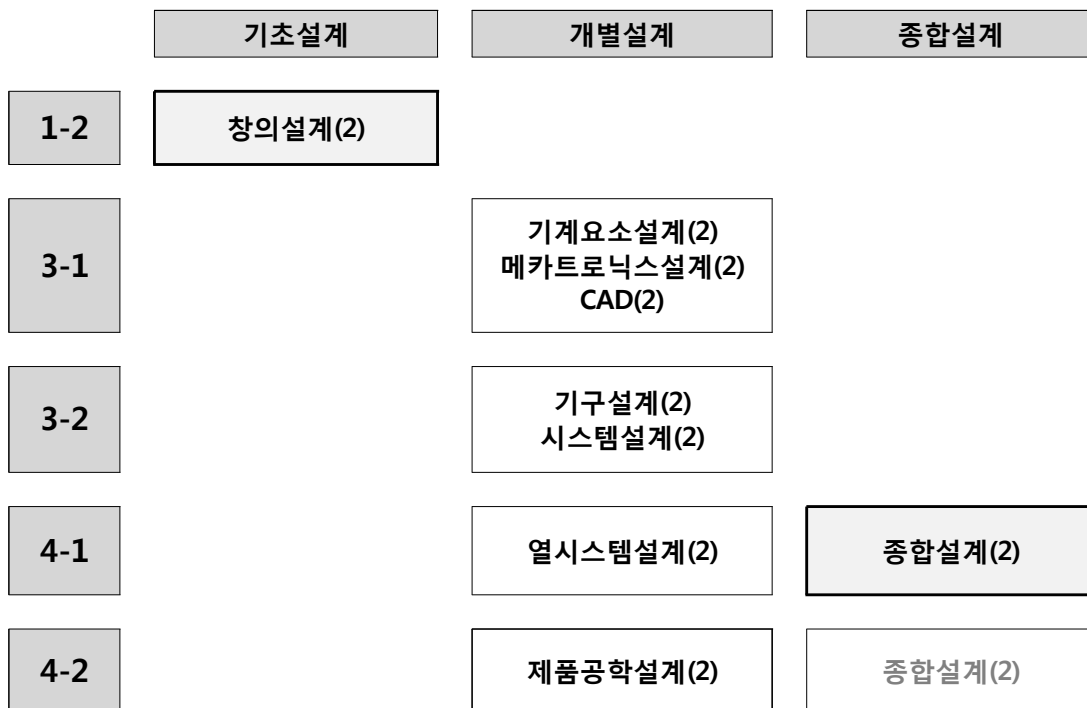 기초설계 개별설계 종합설계
1-2 창의설계(2)
기계요소설계(2)
3-1 메카트로닉스설계(2)
CAD(2)
3-2 기구설계(2)
시스템설계(2)
4-1 열시스템설계(2) 종합설계(2)
4-2 제품공학설계(2) 종합설계(2)